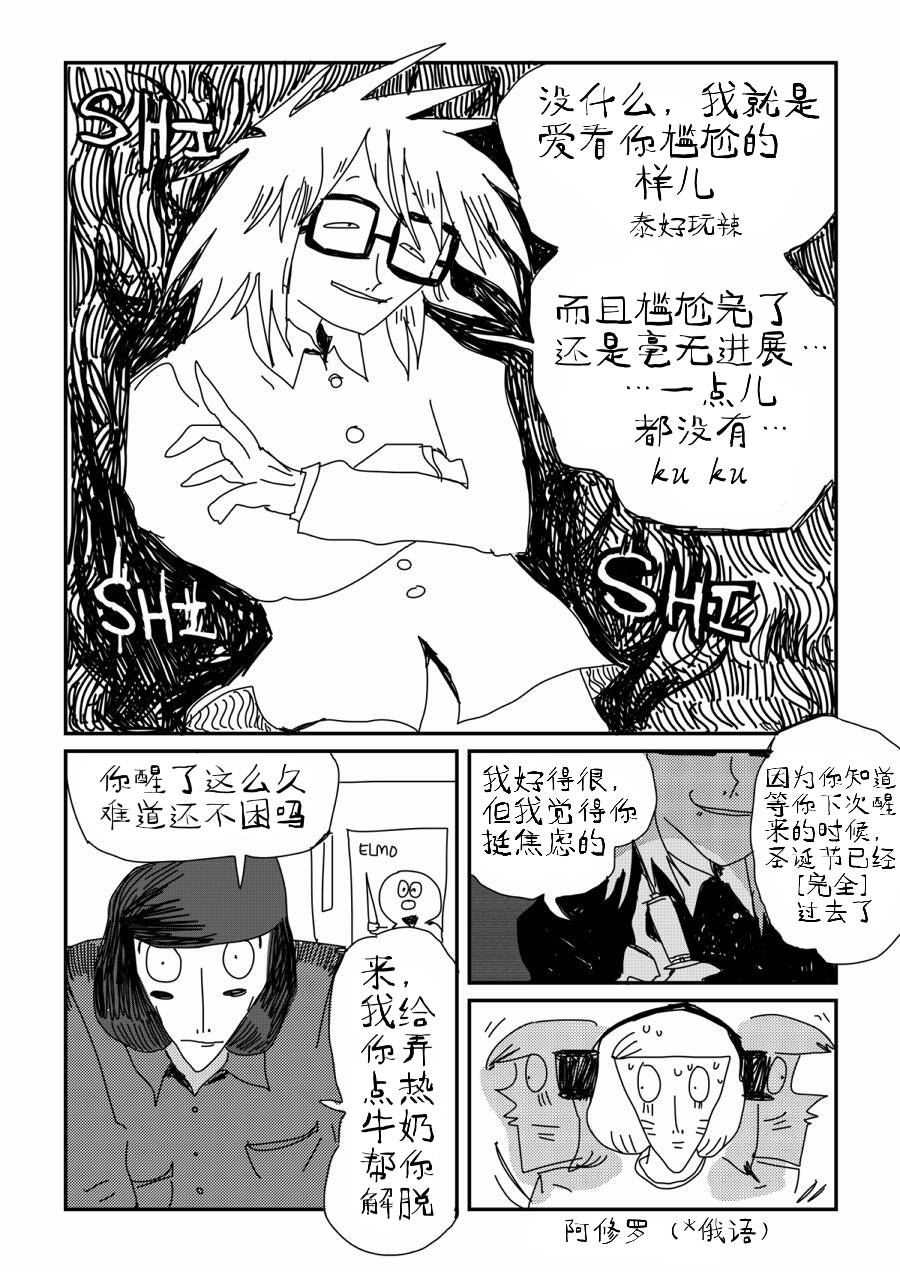 SHI
没什么，我就是
爱看你尴尬的
样儿
泰好玩辣
而且尴尬完了
还是毫无进展…
…一点儿
都没有…
ku ku
SHI
SHI
你醒了这么久
难道还不困吗
ELMO
来，给
我弄
你热
点奶
牛你
帮脱
解
我好得很，
但我觉得你
挺焦虑的
因为你知道
等你下次醒
来的时候，
圣诞节已经
[完全]
过去了
阿修罗（*俄语）